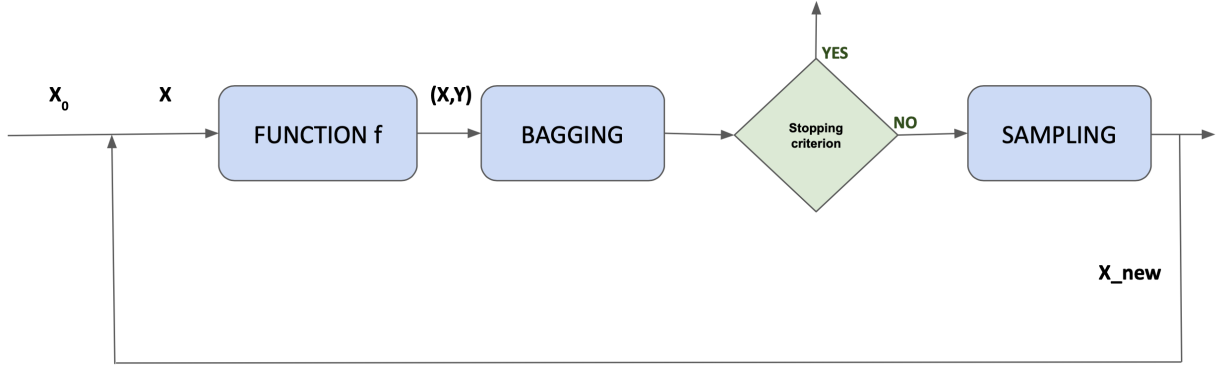 X₀
X
FUNCTION f
(X,Y)
BAGGING
Stopping
criterion
YES
NO
SAMPLING
X_new